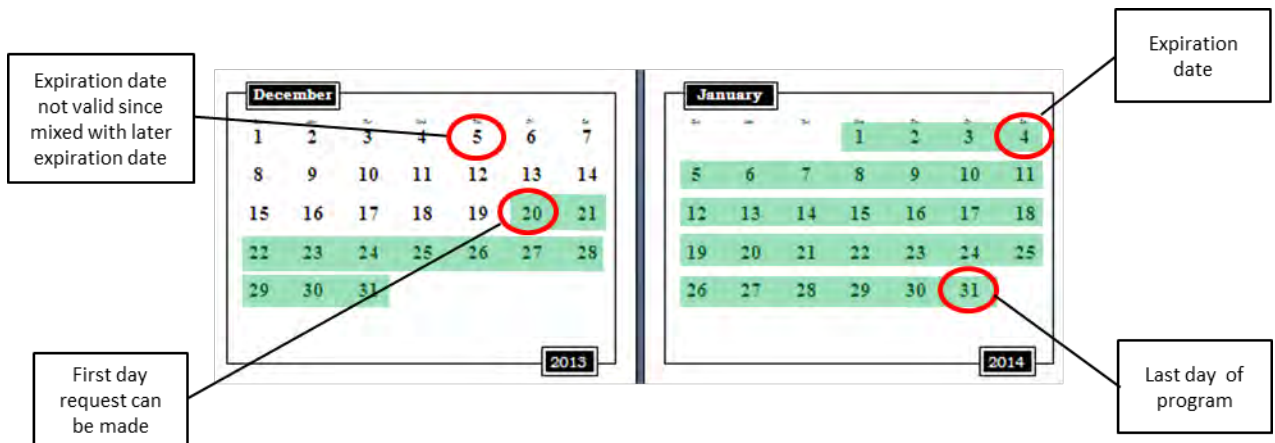 Expiration
date
Expiration date
not valid since
mixed with later
expiration date
December
1 2 3 4 5 6 7
8 9 10 11 12 13 14
15 16 17 18 19 20 21
22 23 24 25 26 27 28
29 30 31
2013
January
1 2 3 4
5 6 7 8 9 10 11
12 13 14 15 16 17 18
19 20 21 22 23 24 25
26 27 28 29 30 31
2014
First day
request can
be made
Last day of
program